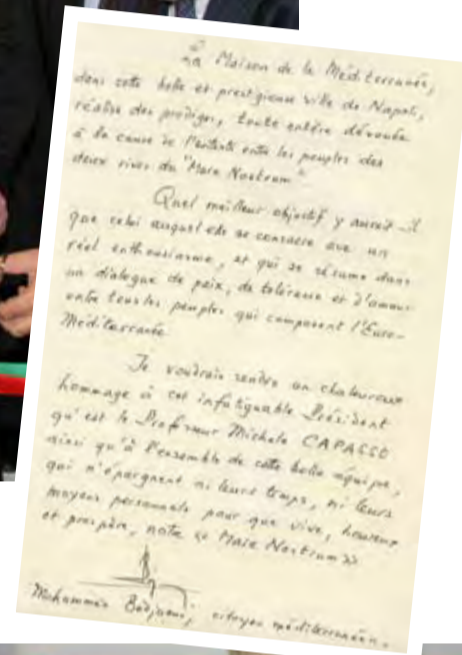 La Maison de la Méditerranée,
dans cette belle et prestigieuse ville de Napoli,
réalise des prodiges, toute entière dévouée
à la cause de l'entente entre les peuples des
deux rives du "Mare Nostrum"
Quel meilleur objectif y aurait-il
que celui auquel elle se consacre avec un
réel enthousiasme, et qui se résume dans
un dialogue de paix, de tolérance et d'amour
entre tous les peuples qui composent l'Euro-
Méditerranée
Je voudrais rendre un chaleureux
hommage à cet infatiguable Président
qu'est le Professeur Michele CAPASSO
ainsi qu'à l'ensemble de cette belle équipe,
qui n'épargnent ni leurs temps, ni leurs
moyens personnels pour que vive, heureux
et prospère, notre « Mare Nostrum »
Mohammed Bedjaoui, citoyen méditerranéen.